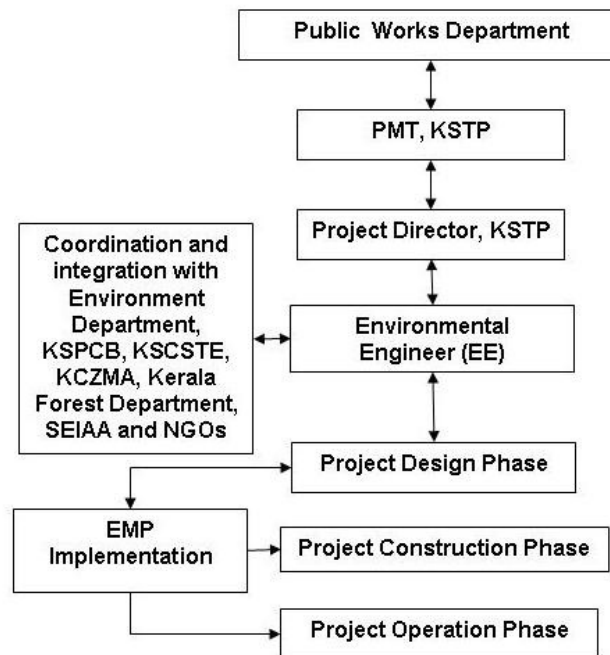 Public Works Department
PMT, KSTP
Project Director, KSTP
Coordination and
integration with
Environment
Department,
KSPCB, KSCSTE,
KCZMA, Kerala
Forest Department,
SEIAA and NGOs
Environmental
Engineer (EE)
Project Design Phase
EMP
Implementation
Project Construction Phase
Project Operation Phase